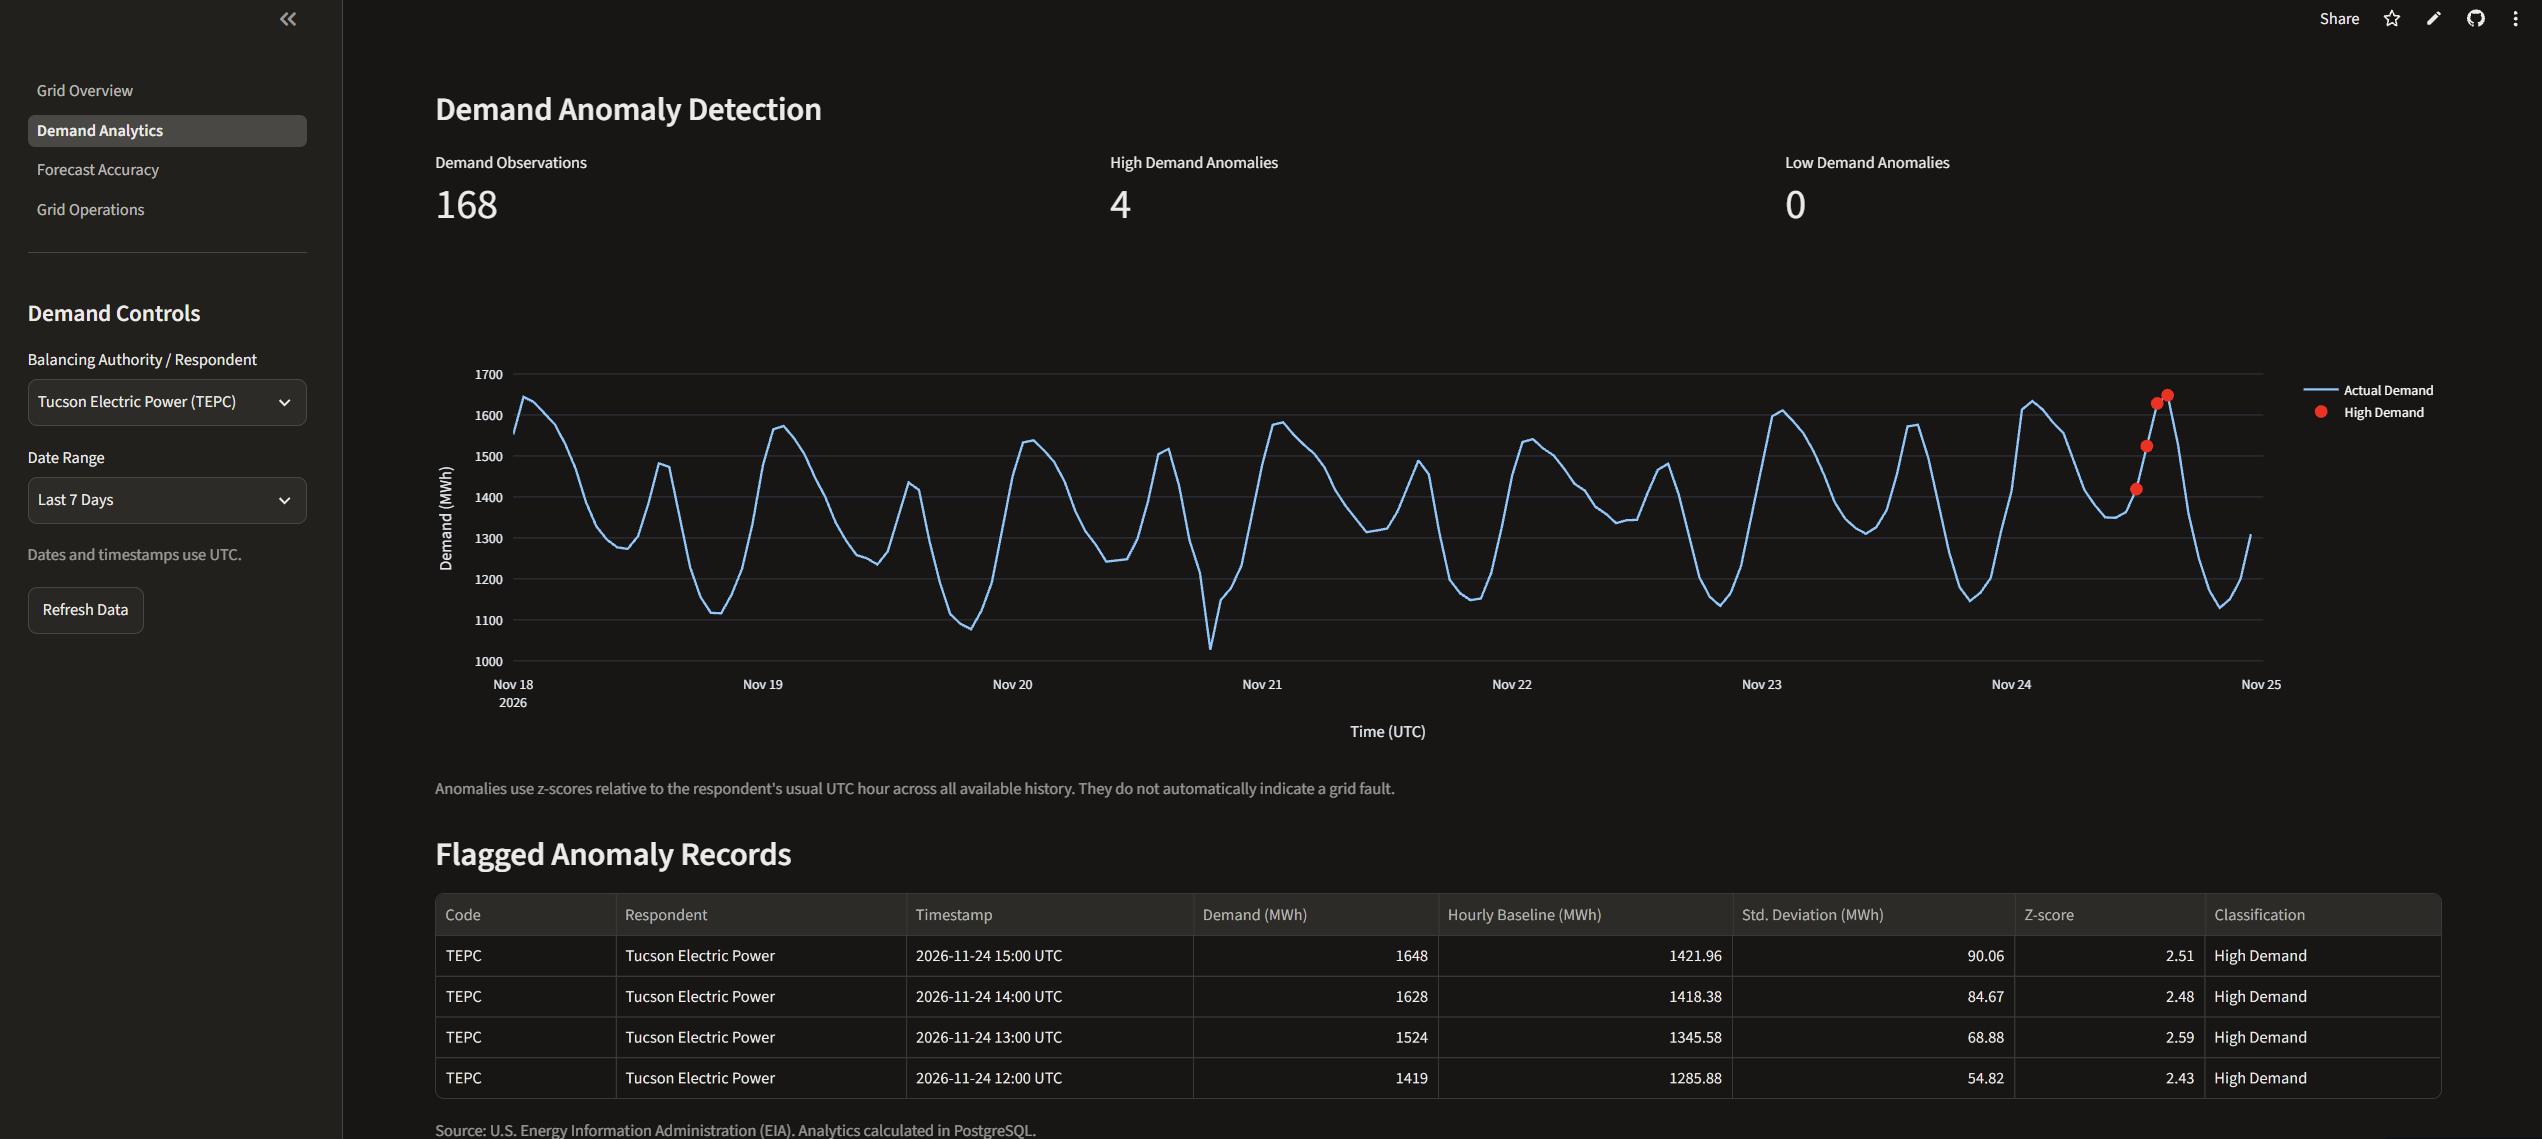 Share
Grid Overview
Demand Analytics
Forecast Accuracy
Grid Operations
Demand Controls
Balancing Authority / Respondent
Tucson Electric Power (TEPC)
Date Range
Last 7 Days
Dates and timestamps use UTC.
Refresh Data
Demand Anomaly Detection
Demand Observations High Demand Anomalies Low Demand Anomalies
168 4 0
Demand (MWh)
1700
1600
1500
1400
1300
1200
1100
1000
Nov 18 Nov 19 Nov 20 Nov 21 Nov 22 Nov 23 Nov 24 Nov 25
2026
Time (UTC)
Actual Demand
High Demand
Anomalies use z-scores relative to the respondent's usual UTC hour across all available history. They do not automatically indicate a grid fault.
Flagged Anomaly Records
Code Respondent Timestamp Demand (MWh) Hourly Baseline (MWh) Std. Deviation (MWh) Z-score Classification
TEPC Tucson Electric Power 2026-11-24 15:00 UTC 1648 1421.96 90.06 2.51 High Demand
TEPC Tucson Electric Power 2026-11-24 14:00 UTC 1628 1418.38 84.67 2.48 High Demand
TEPC Tucson Electric Power 2026-11-24 13:00 UTC 1524 1345.58 68.88 2.59 High Demand
TEPC Tucson Electric Power 2026-11-24 12:00 UTC 1419 1285.88 54.82 2.43 High Demand
Source: U.S. Energy Information Administration (EIA). Analytics calculated in PostgreSQL.